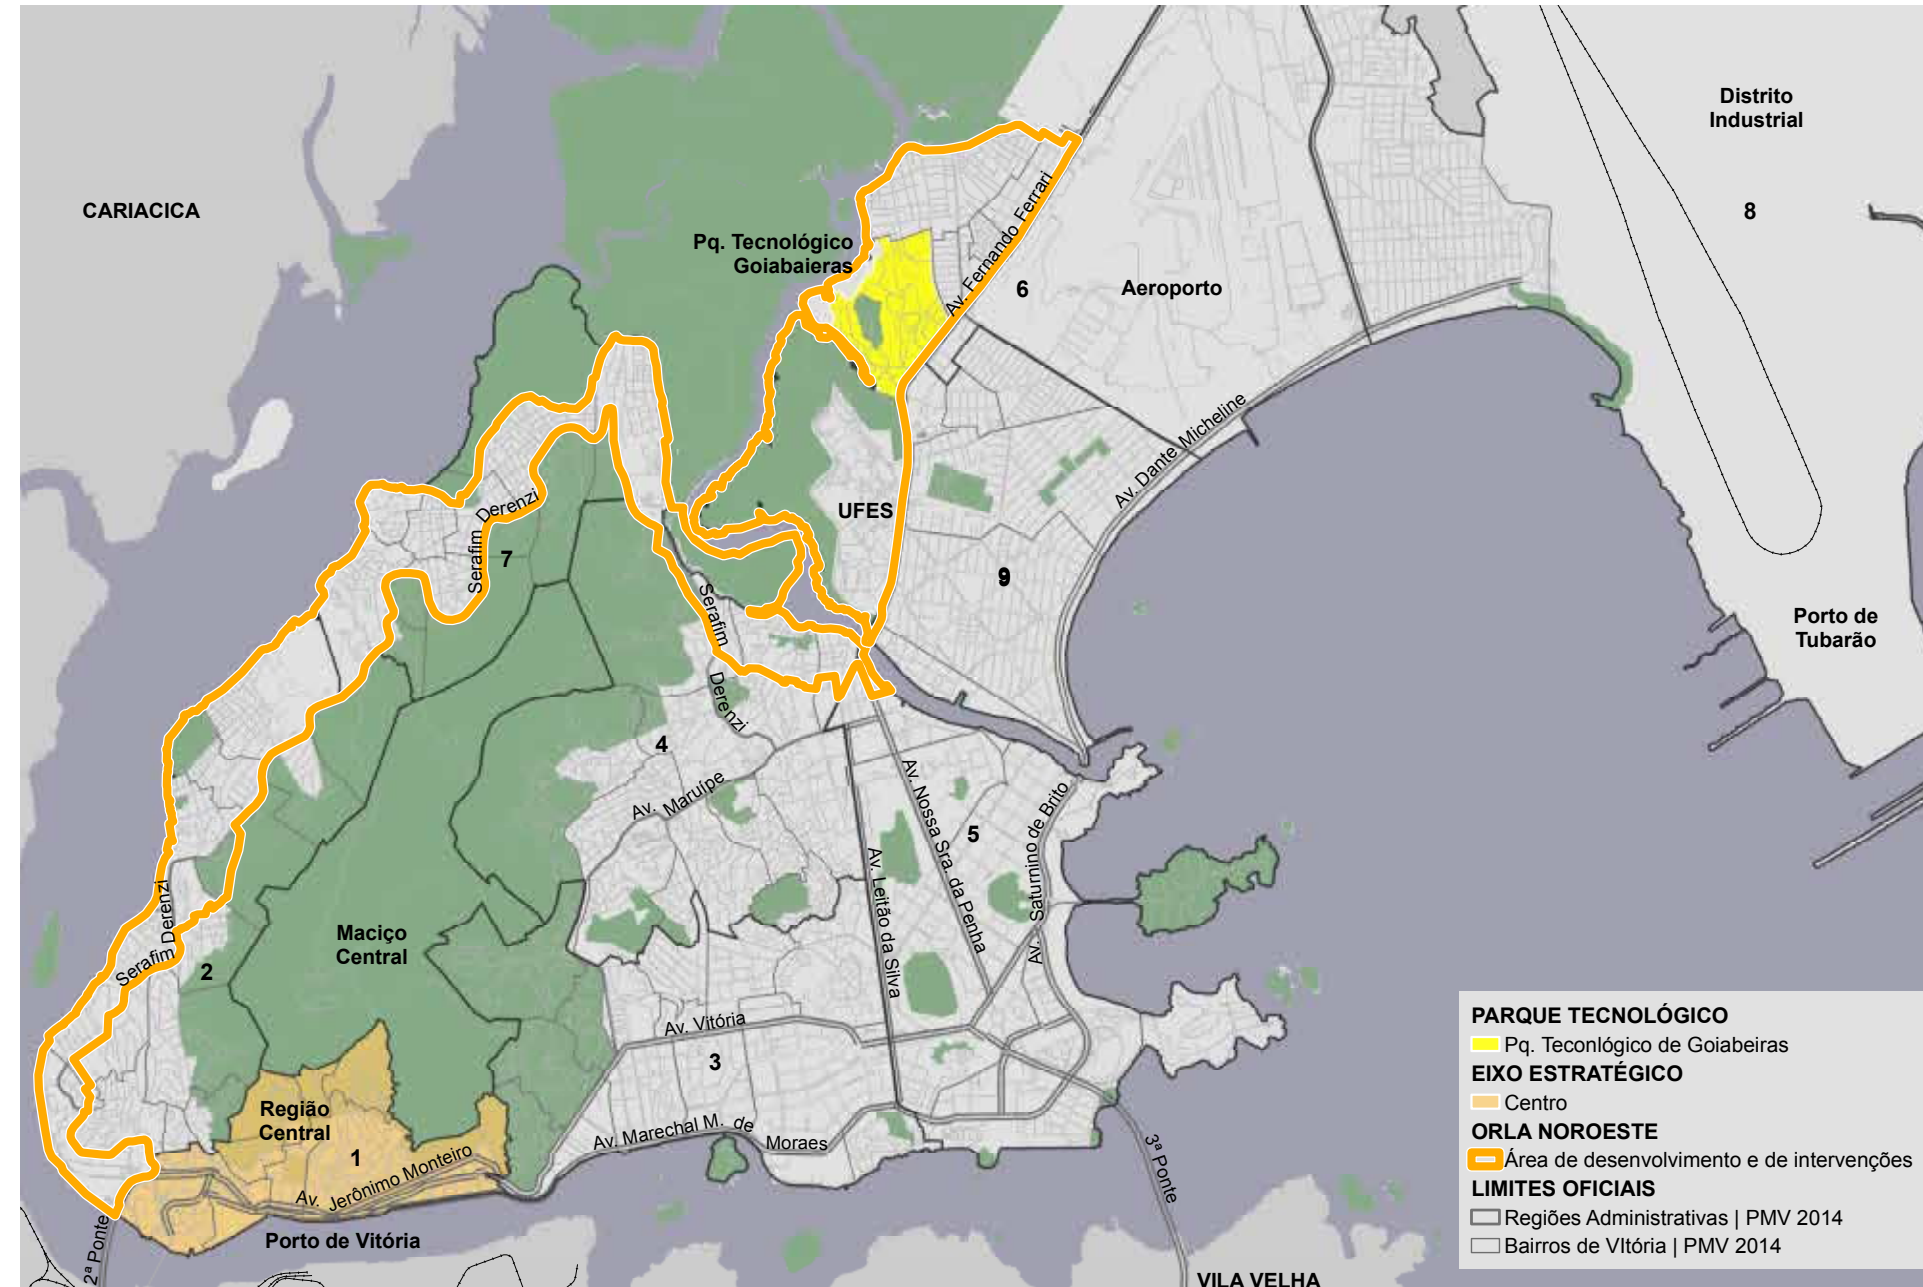 Distrito
Industrial
CARIACICA
8
Pq. Tecnológico
Goiabaieras
Av. Fernando Ferrari
6
Aeroporto
Av. Dante Micheline
Serafim Derenzi
7
UFES
9
Serafim Derenzi
Porto de
Tubarão
4
Av. Maruípe
Av. Nossa Sra. da Penha
5
Av. Saturnino de Brito
Av. Leitão da Silva
Serafim Derenzi
Maciço
Central
2
Av. Vitória
3
Região
Central
1
Av. Jerônimo Monteiro
Av. Marechal M. de Moraes
3ª Ponte
2ª Ponte
Porto de Vitória
VILA VELHA
PARQUE TECNOLÓGICO
Pq. Teconlógico de Goiabeiras
EIXO ESTRATÉGICO
Centro
ORLA NOROESTE
Área de desenvolvimento e de intervenções
LIMITES OFICIAIS
Regiões Administrativas | PMV 2014
Bairros de VItória | PMV 2014